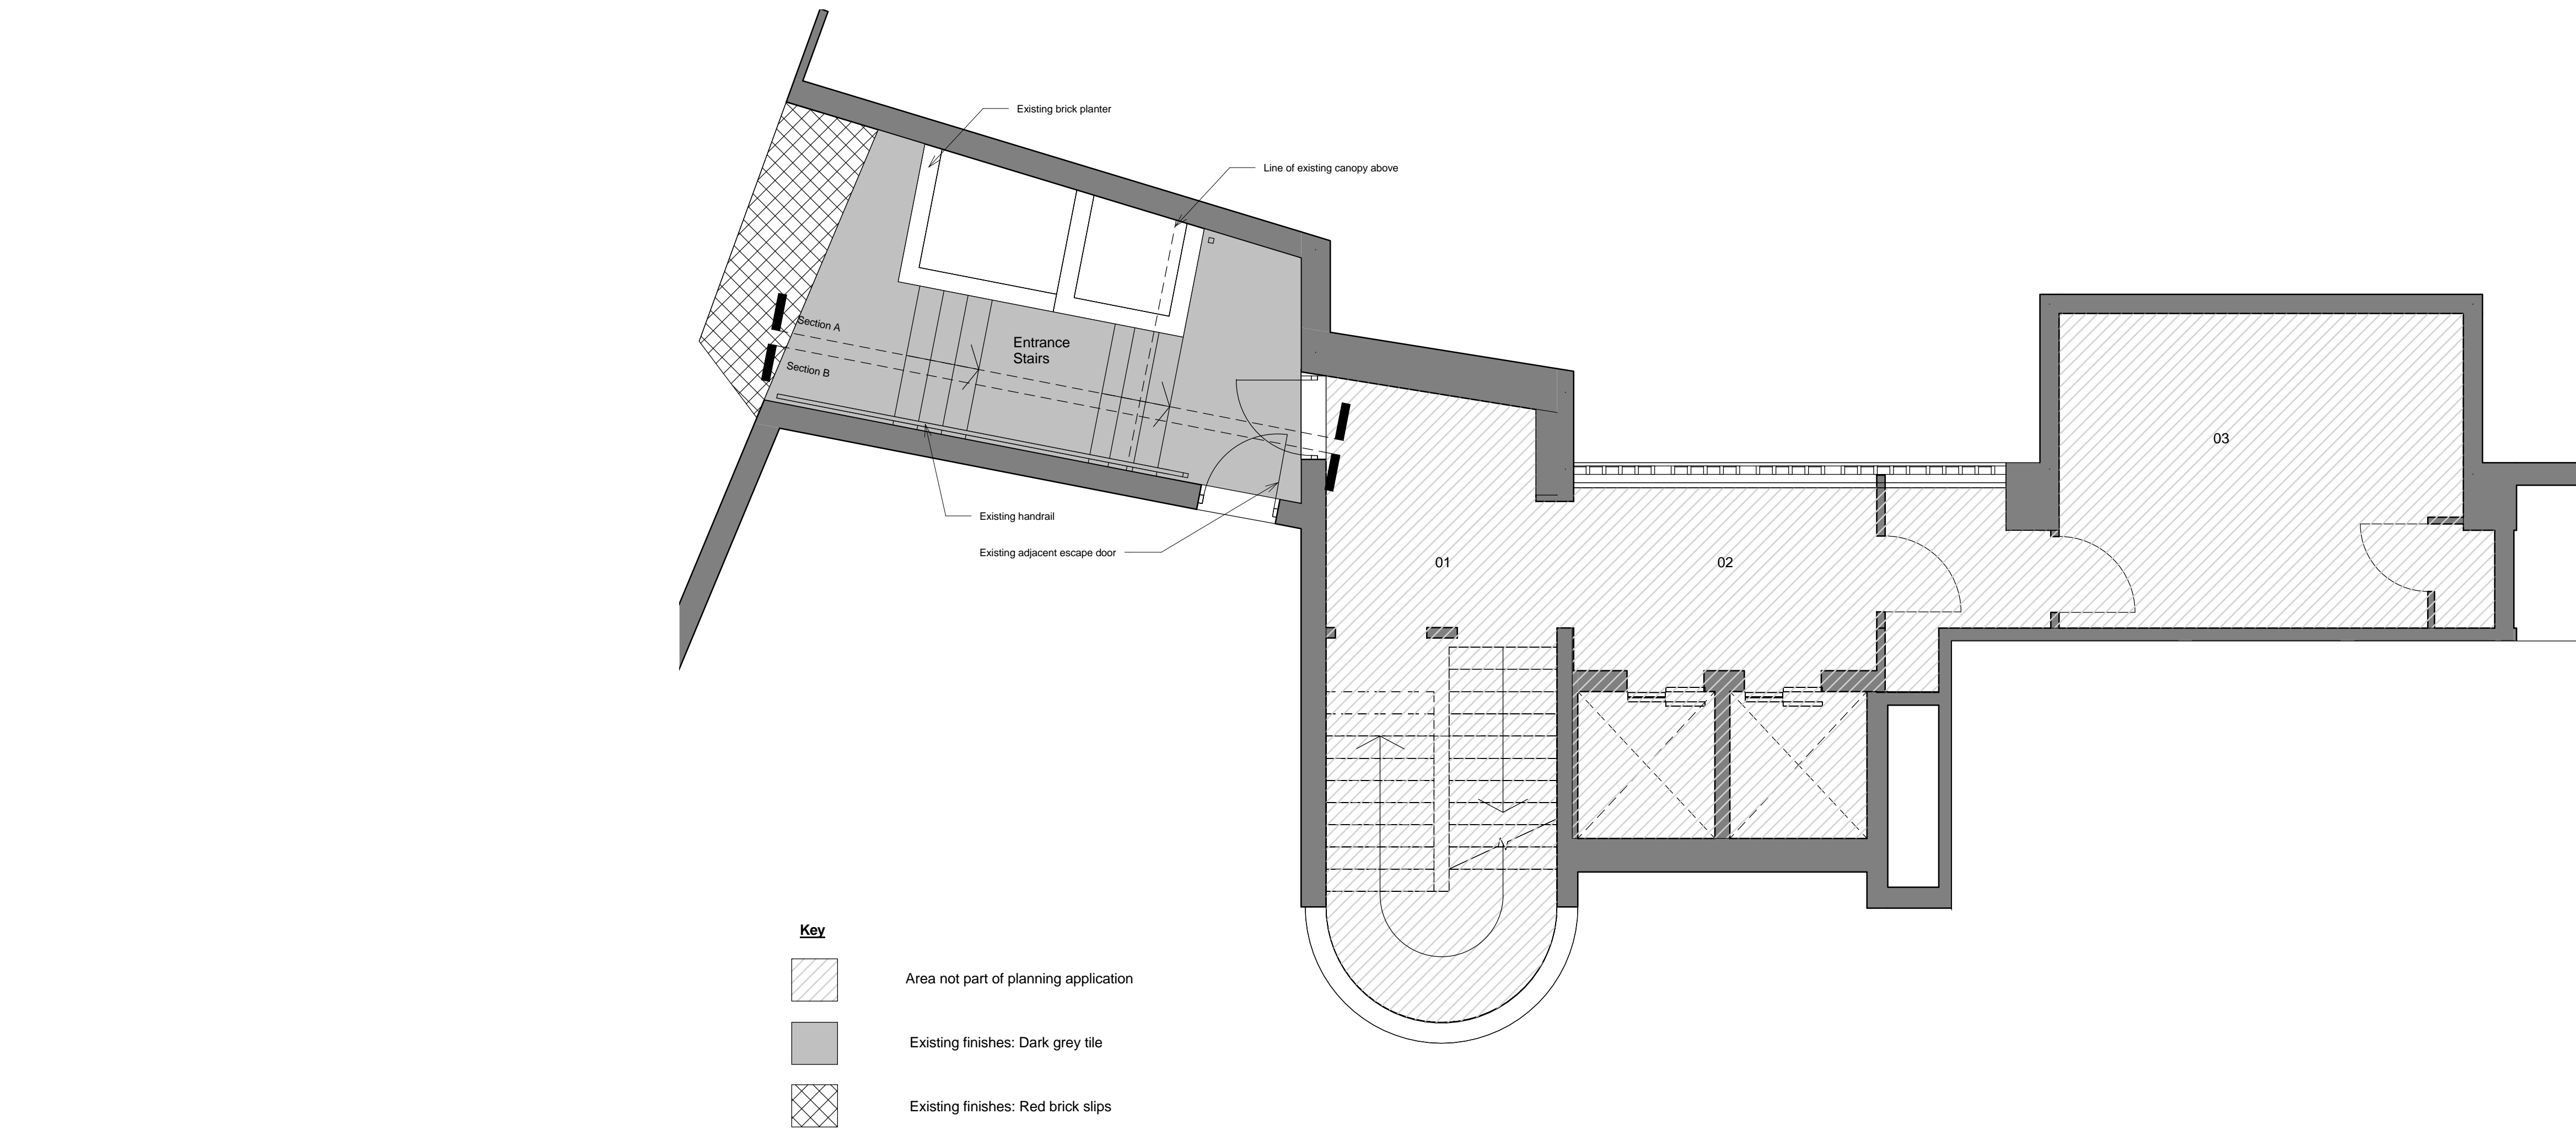 Existing brick planter
Line of existing canopy above
Section A
Entrance
Stairs
Section B
03
Existing handrail
Existing adjacent escape door
01
02
Key
Area not part of planning application
Existing finishes: Dark grey tile
Existing finishes: Red brick slips